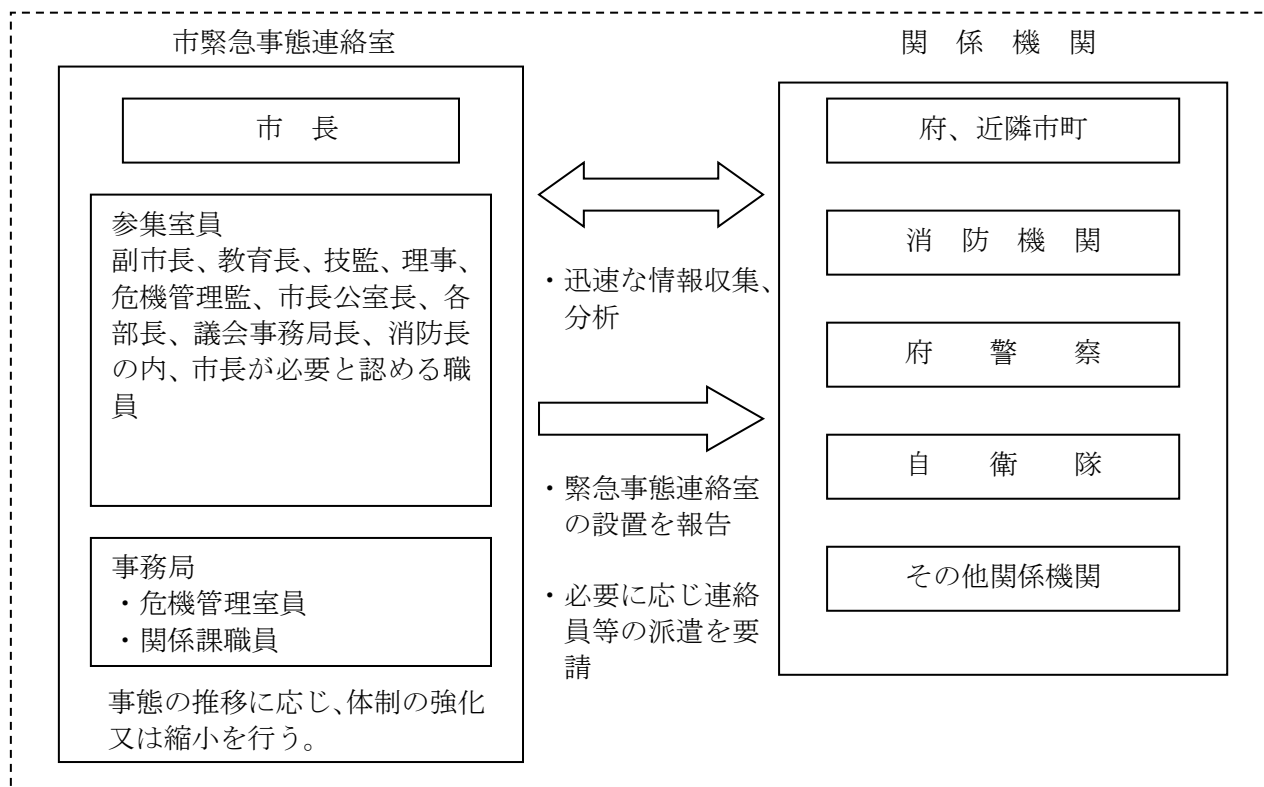 市緊急事態連絡室
市　長
参集室員
副市長、教育長、技監、理事、
危機管理監、市長公室長、各
部長、議会事務局長、消防長
の内、市長が必要と認める職
員
事務局
・危機管理室員
・関係課職員
事態の推移に応じ、体制の強化
又は縮小を行う。
・迅速な情報収集、
分析
・緊急事態連絡室
の設置を報告
・必要に応じ連絡
員等の派遣を要
請
関　係　機　関
府、近隣市町
消　防　機　関
府　　警　　察
自　　衛　　隊
その他関係機関